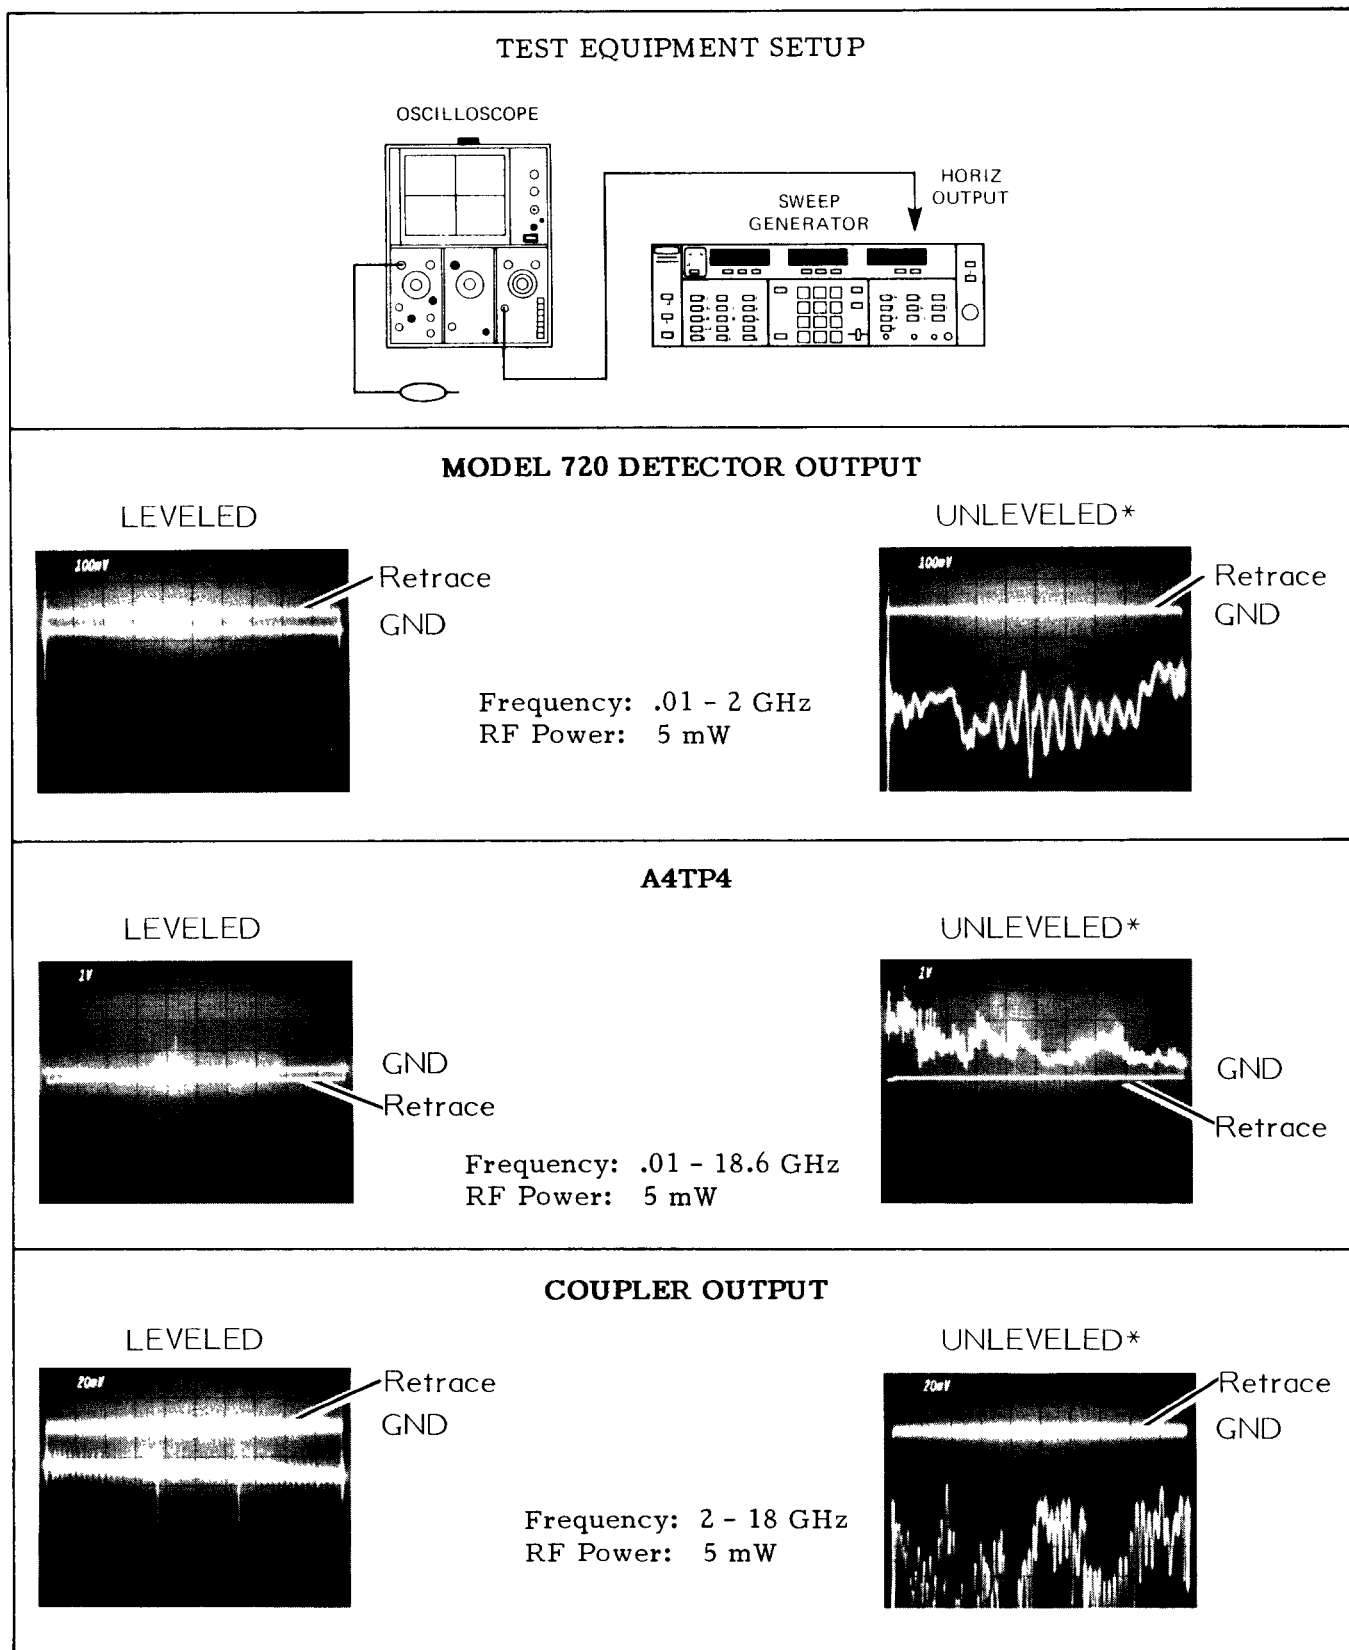 TEST EQUIPMENT SETUP
OSCILLOSCOPE
HORIZ
OUTPUT
SWEEP
GENERATOR
MODEL 720 DETECTOR OUTPUT
LEVELED
UNLEVELED*
100mV
Retrace
GND
100mV
Retrace
GND
Frequency: .01 - 2 GHz
RF Power: 5 mW
A4TP4
LEVELED
UNLEVELED*
1V
GND
Retrace
1V
GND
Retrace
Frequency: .01 - 18.6 GHz
RF Power: 5 mW
COUPLER OUTPUT
LEVELED
UNLEVELED*
20mV
Retrace
GND
20mV
Retrace
GND
Frequency: 2 - 18 GHz
RF Power: 5 mW